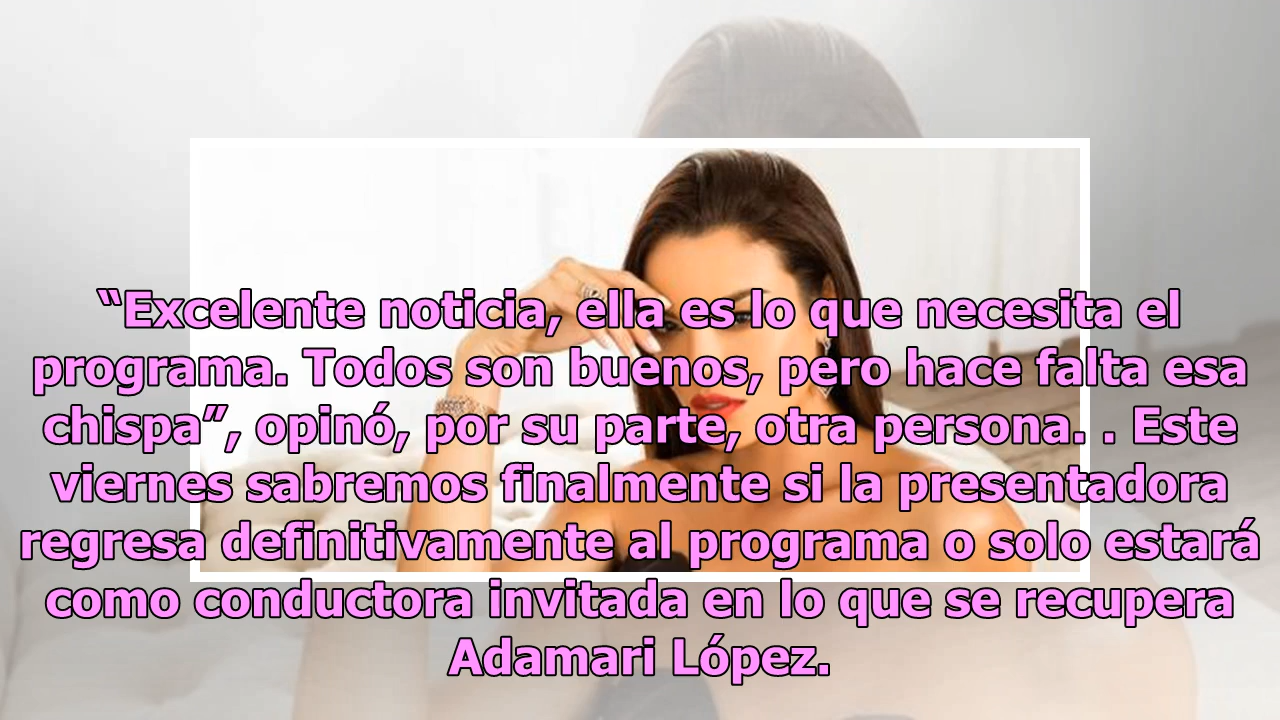 “Excelente noticia, ella es lo que necesita el
programa. Todos son buenos, pero hace falta esa
chispa”, opinó, por su parte, otra persona. . Este
viernes sabremos finalmente si la presentadora
regresa definitivamente al programa o solo estará
como conductora invitada en lo que se recupera
Adamari López.